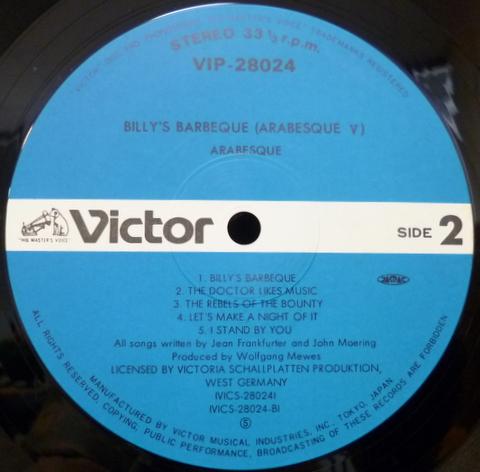 "VICTOR", DOG AND PHONOGRAPH, "HIS MASTER'S VOICE" TRADEMARKS REGISTERED
STEREO 33 1/3 r.p.m.
VIP-28024
BILLY'S BARBEQUE (ARABESQUE V)
ARABESQUE
"HIS MASTER'S VOICE"
Victor
SIDE 2
1. BILLY'S BARBEQUE
2. THE DOCTOR LIKES MUSIC
3. THE REBELS OF THE BOUNTY
4. LET'S MAKE A NIGHT OF IT
5. I STAND BY YOU
JASRAC
All songs written by Jean Frankfurter and John Moering
Produced by Wolfgang Mewes
LICENSED BY VICTORIA SCHALLPLATTEN PRODUKTION,
WEST GERMANY
(VICS-28024)
(VICS-28024-B)
S
MANUFACTURED BY VICTOR MUSICAL INDUSTRIES, INC., TOKYO, JAPAN
ALL RIGHTS RESERVED, COPYING, PUBLIC PERFORMANCE, BROADCASTING OF THESE RECORDS ARE FORBIDDEN